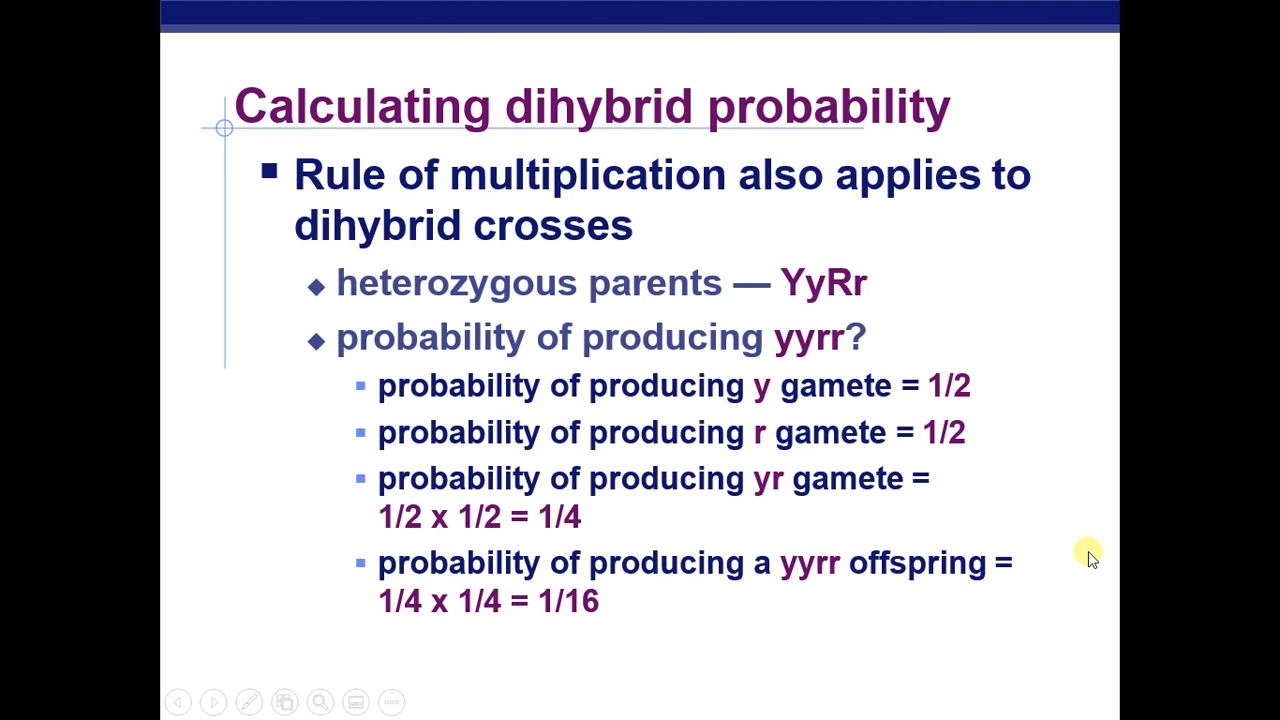 Calculating dihybrid probability
Rule of multiplication also applies to
dihybrid crosses
heterozygous parents — YyRr
probability of producing yyrr?
probability of producing y gamete = 1/2
probability of producing r gamete = 1/2
probability of producing yr gamete =
1/2 x 1/2 = 1/4
probability of producing a yyrr offspring =
1/4 x 1/4 = 1/16